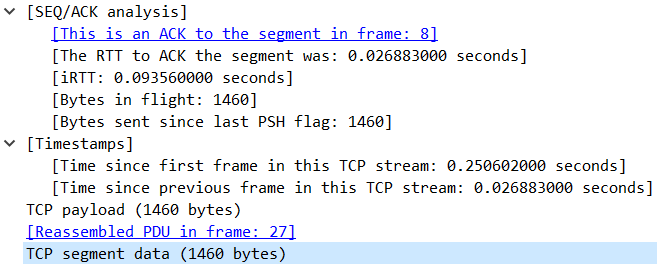 [SEQ/ACK analysis]
[This is an ACK to the segment in frame: 8]
[The RTT to ACK the segment was: 0.026883000 seconds]
[iRTT: 0.093560000 seconds]
[Bytes in flight: 1460]
[Bytes sent since last PSH flag: 1460]
[Timestamps]
[Time since first frame in this TCP stream: 0.250602000 seconds]
[Time since previous frame in this TCP stream: 0.026883000 seconds]
TCP payload (1460 bytes)
[Reassembled PDU in frame: 27]
TCP segment data (1460 bytes)